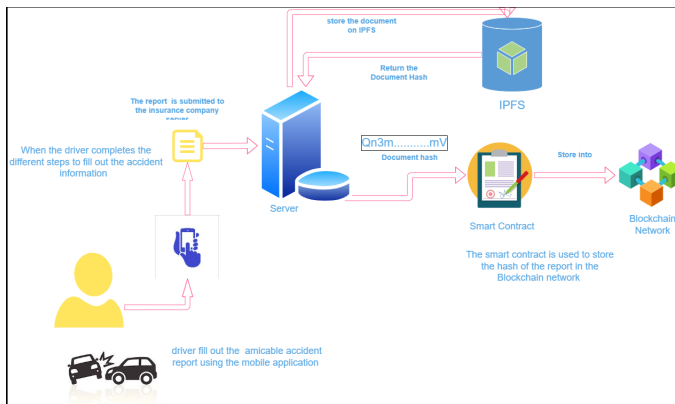 store the document
on IPFS
Return the
Document Hash
IPFS
The report is submitted to
the insurance company
server
When the driver completes the
different steps to fill out the accident
information
Qn3m...........mV
Document hash
Store into
Server
Smart Contract
Blockchain
Network
The smart contract is used to store
the hash of the report in the
Blockchain network
driver fill out the amicable accident
report using the mobile application